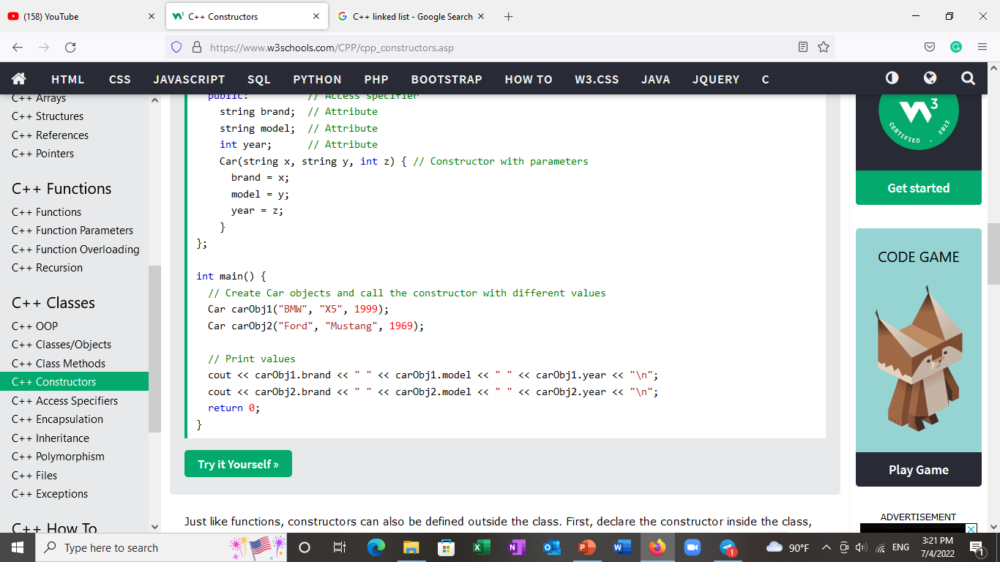 (158) YouTube
C++ Constructors
C++ linked list - Google Search
https://www.w3schools.com/CPP/cpp_constructors.asp
HTML CSS JAVASCRIPT SQL PYTHON PHP BOOTSTRAP HOW TO W3.CSS JAVA JQUERY C
C++ Arrays
C++ Structures
C++ References
C++ Pointers
C++ Functions
C++ Functions
C++ Function Parameters
C++ Function Overloading
C++ Recursion
C++ Classes
C++ OOP
C++ Classes/Objects
C++ Class Methods
C++ Constructors
C++ Access Specifiers
C++ Encapsulation
C++ Inheritance
C++ Polymorphism
C++ Files
C++ Exceptions
C++ How To
public: // Access specifier
string brand; // Attribute
string model; // Attribute
int year; // Attribute
Car(string x, string y, int z) { // Constructor with parameters
brand = x;
model = y;
year = z;
}
};
int main() {
// Create Car objects and call the constructor with different values
Car carObj1("BMW", "X5", 1999);
Car carObj2("Ford", "Mustang", 1969);
// Print values
cout << carObj1.brand << " " << carObj1.model << " " << carObj1.year << "\n";
cout << carObj2.brand << " " << carObj2.model << " " << carObj2.year << "\n";
return 0;
}
Try it Yourself »
Just like functions, constructors can also be defined outside the class. First, declare the constructor inside the class,
3
CERTIFIED . 2022
Get started
CODE GAME
Play Game
ADVERTISEMENT
Type here to search
1
90°F
ENG
3:21 PM
7/4/2022
1